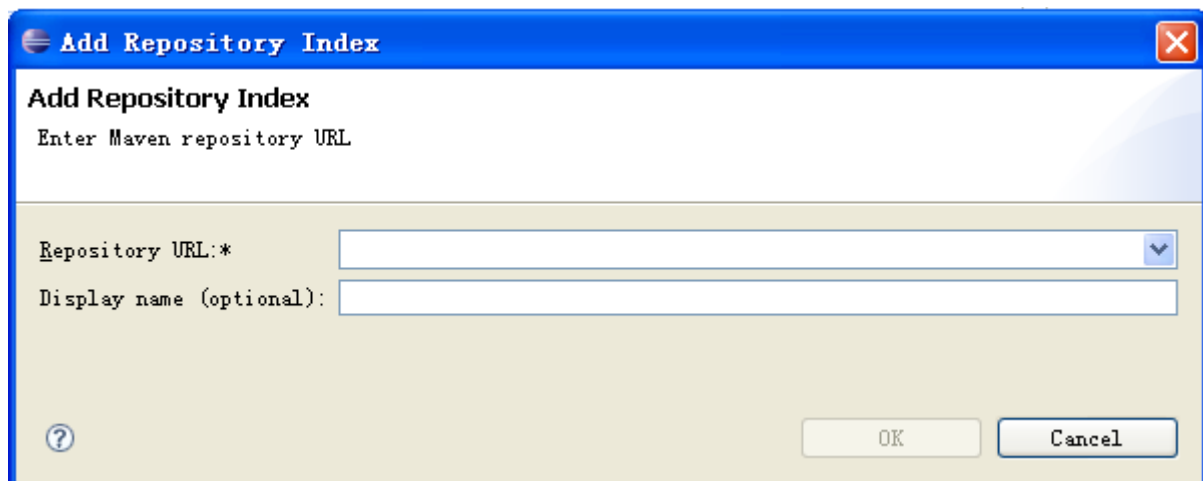 Add Repository Index
Add Repository Index
Enter Maven repository URL
Repository URL:*
Display name (optional):
?
OK Cancel